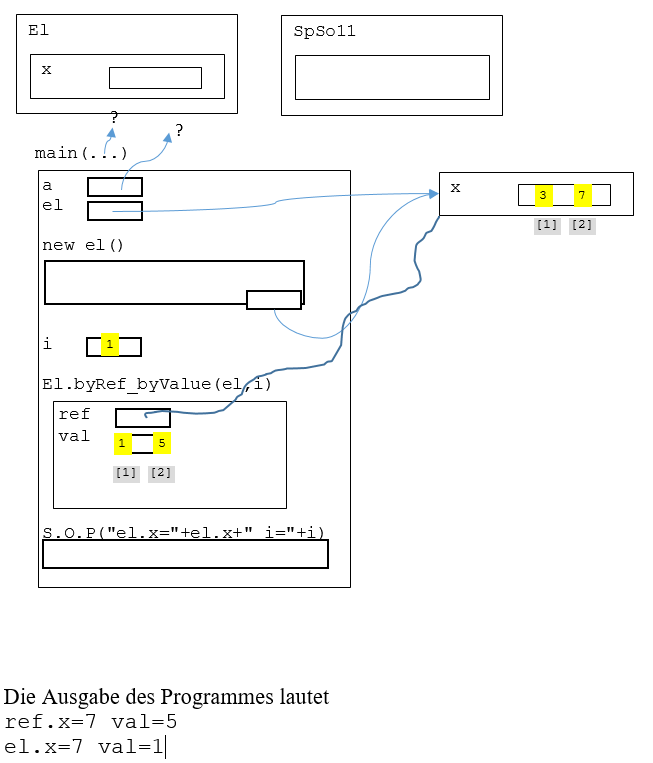 El
x
SpSoll
?
?
main(...)
a
el
x 3 7
[1] [2]
new el()
i 1
El.byRef_byValue(el,i)
ref
val 1 5
[1] [2]
S.O.P("el.x="+el.x+" i="+i)
Die Ausgabe des Programmes lautet
ref.x=7 val=5
el.x=7 val=1